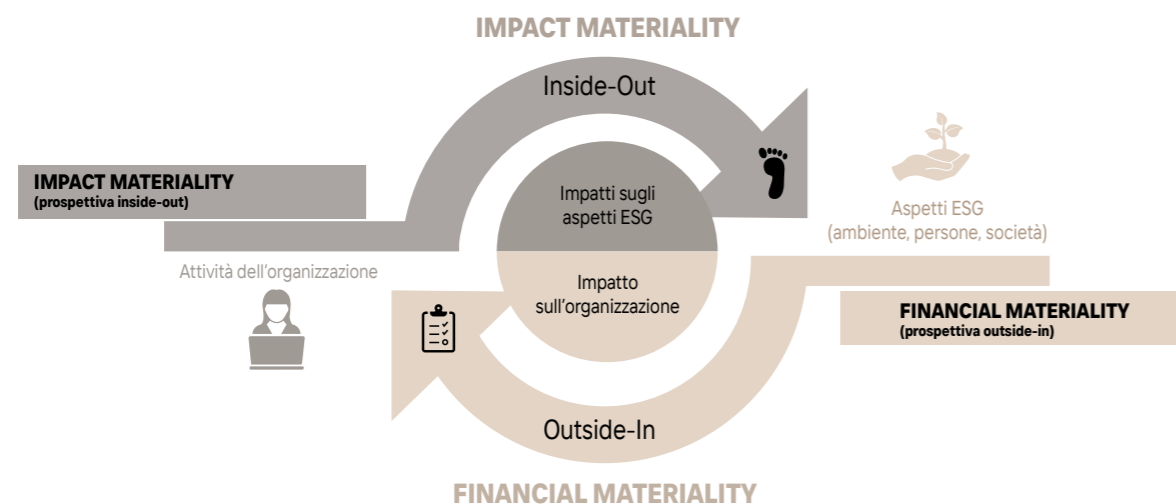 IMPACT MATERIALITY
Inside-Out
IMPACT MATERIALITY
(prospettiva inside-out)
Attività dell'organizzazione
Impatti sugli
aspetti ESG
Impatto
sull'organizzazione
Aspetti ESG
(ambiente, persone, società)
FINANCIAL MATERIALITY
(prospettiva outside-in)
Outside-In
FINANCIAL MATERIALITY